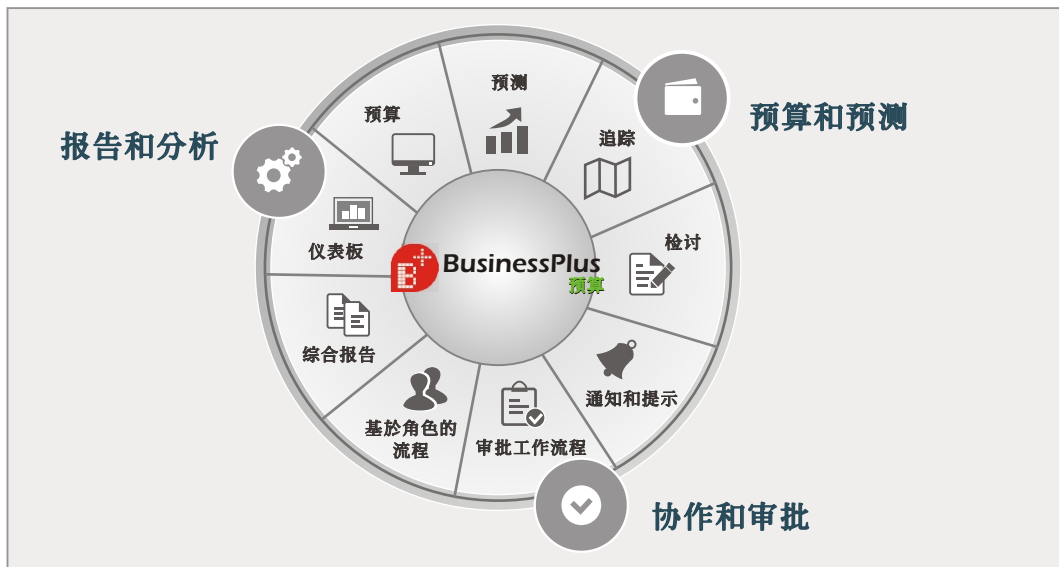 报告和分析
预算和预测
协作和审批
预测
追踪
检讨
通知和提示
审批工作流程
基於角色的
流程
综合报告
仪表板
预算
B+
BusinessPlus
预算